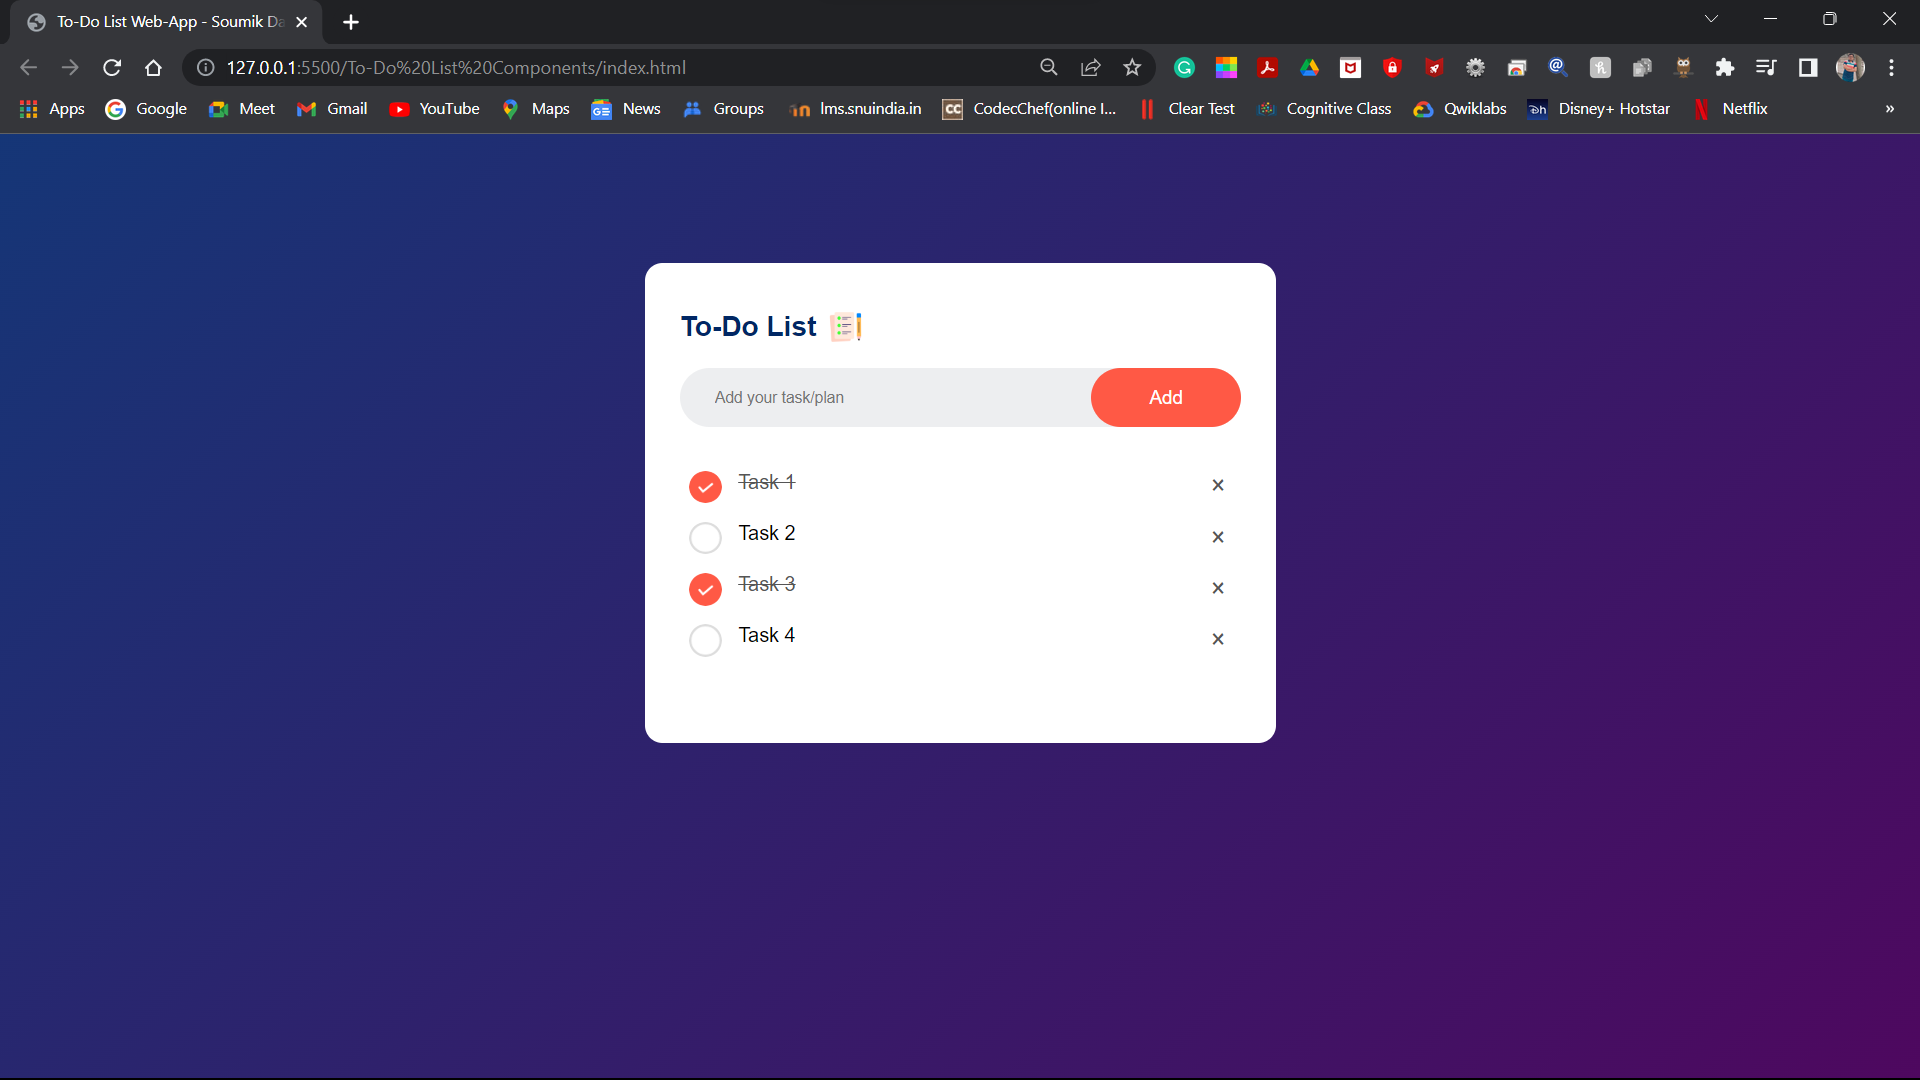 To-Do List Web-App - Soumik Da
127.0.0.1:5500/To-Do%20List%20Components/index.html
Apps Google Meet Gmail YouTube Maps News Groups lms.snuindia.in CC CodecChef(online I... Clear Test Cognitive Class Qwiklabs Disney+ Hotstar Netflix »
To-Do List
Add your task/plan Add
Task 1 ×
Task 2 ×
Task 3 ×
Task 4 ×